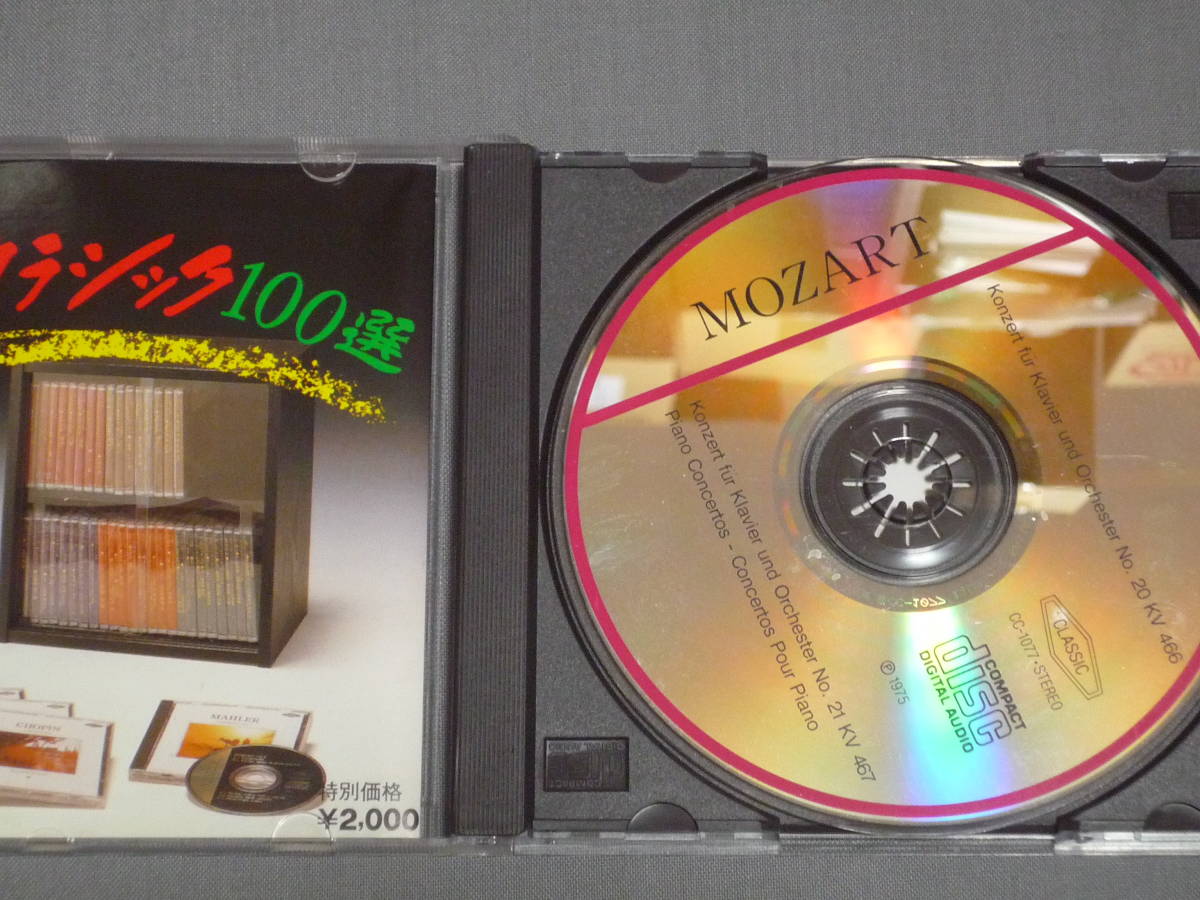 クラシック100選
CHOPIN
MAHLER
特別価格
¥2,000
MOZART
Konzert für Klavier und Orchester No. 20 KV 466
Konzert für Klavier und Orchester No. 21 KV 467
Piano Concertos - Concertos Pour Piano
CLASSIC
CC-1077·STEREO
COMPACT
disc
DIGITAL AUDIO
℗ 1975